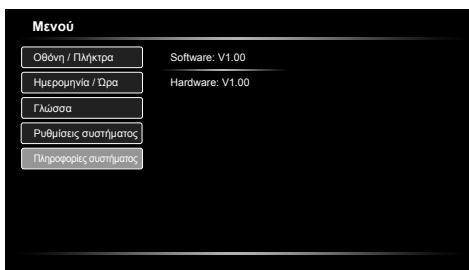 Μενού
Οθόνη / Πλήκτρα
Software: V1.00
Ημερομηνία / Ώρα
Hardware: V1.00
Γλώσσα
Ρυθμίσεις συστήματος
Πληροφορίες συστήματος